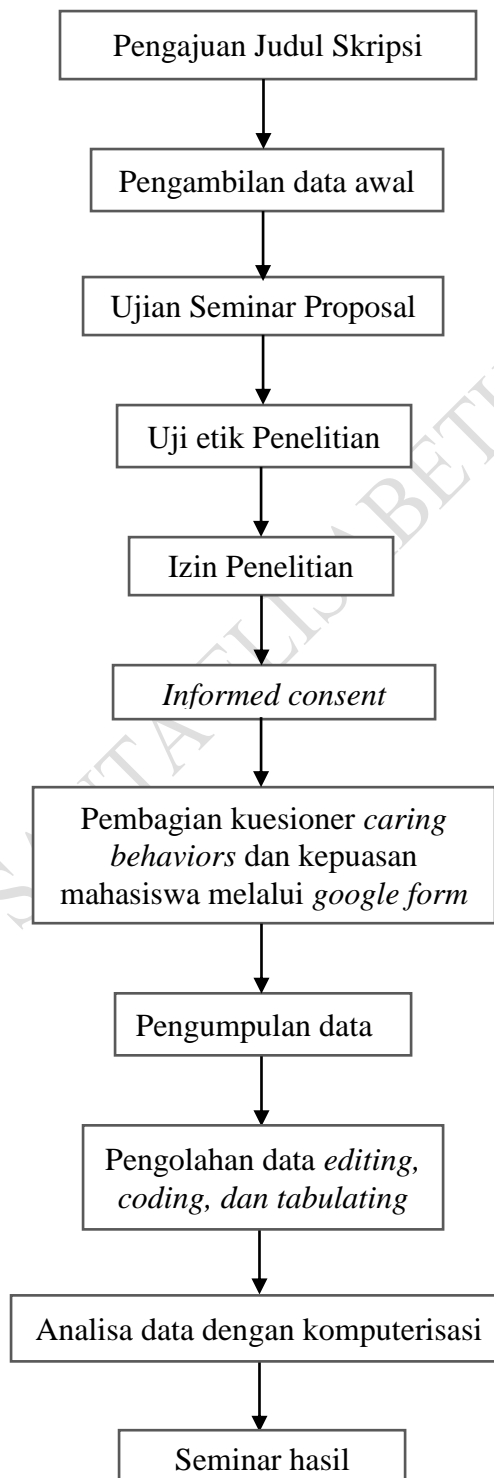 Pengajuan Judul Skripsi
Pengambilan data awal
Ujian Seminar Proposal
Uji etik Penelitian
Izin Penelitian
Informed consent
Pembagian kuesioner caring
behaviors dan kepuasan
mahasiswa melalui google form
Pengumpulan data
Pengolahan data editing,
coding, dan tabulating
Analisa data dengan komputerisasi
Seminar hasil